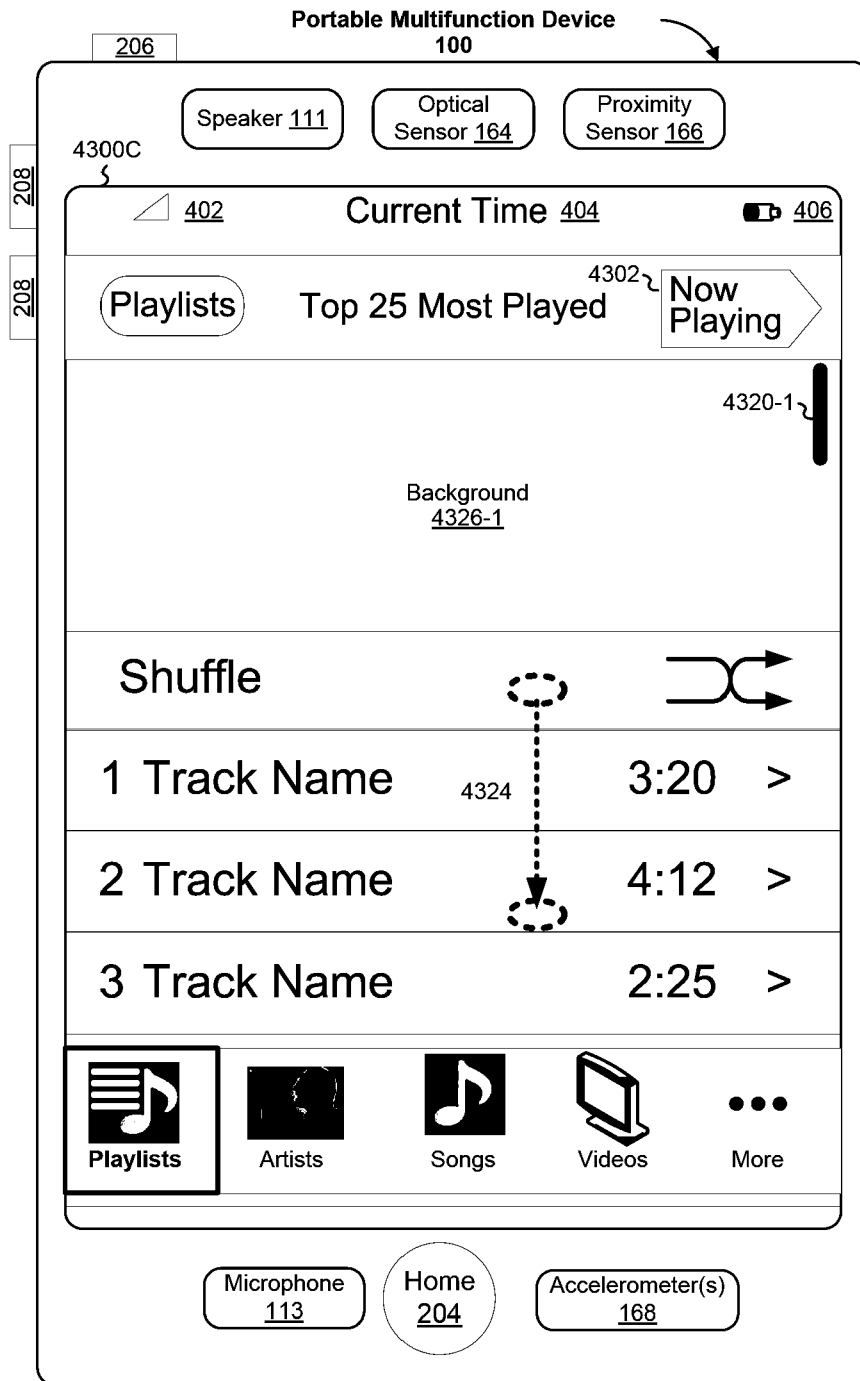 Portable Multifunction Device
100
206
Speaker 111
Optical
Sensor 164
Proximity
Sensor 166
4300C
208
208
402
Current Time 404
406
Playlists
Top 25 Most Played
4302
Now
Playing
4320-1
Background
4326-1
Shuffle
1 Track Name 3:20 >
4324
2 Track Name 4:12 >
3 Track Name 2:25 >
Playlists
Artists
Songs
Videos
More
Microphone
113
Home
204
Accelerometer(s)
168